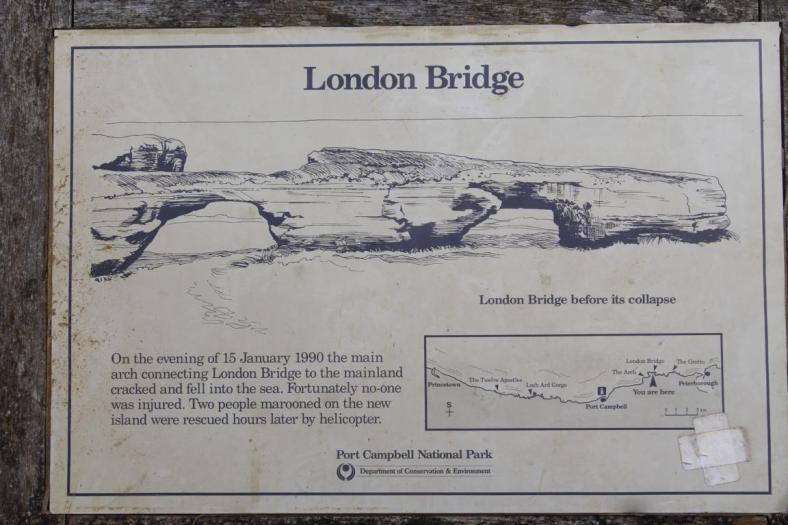 London Bridge
London Bridge before its collapse
On the evening of 15 January 1990 the main
arch connecting London Bridge to the mainland
cracked and fell into the sea. Fortunately no-one
was injured. Two people marooned on the new
island were rescued hours later by helicopter.
Princetown
The Twelve Apostles
Loch Ard Gorge
i
Port Campbell
The Arch
London Bridge
You are here
The Grotto
Peterborough
S
Port Campbell National Park
Department of Conservation & Environment